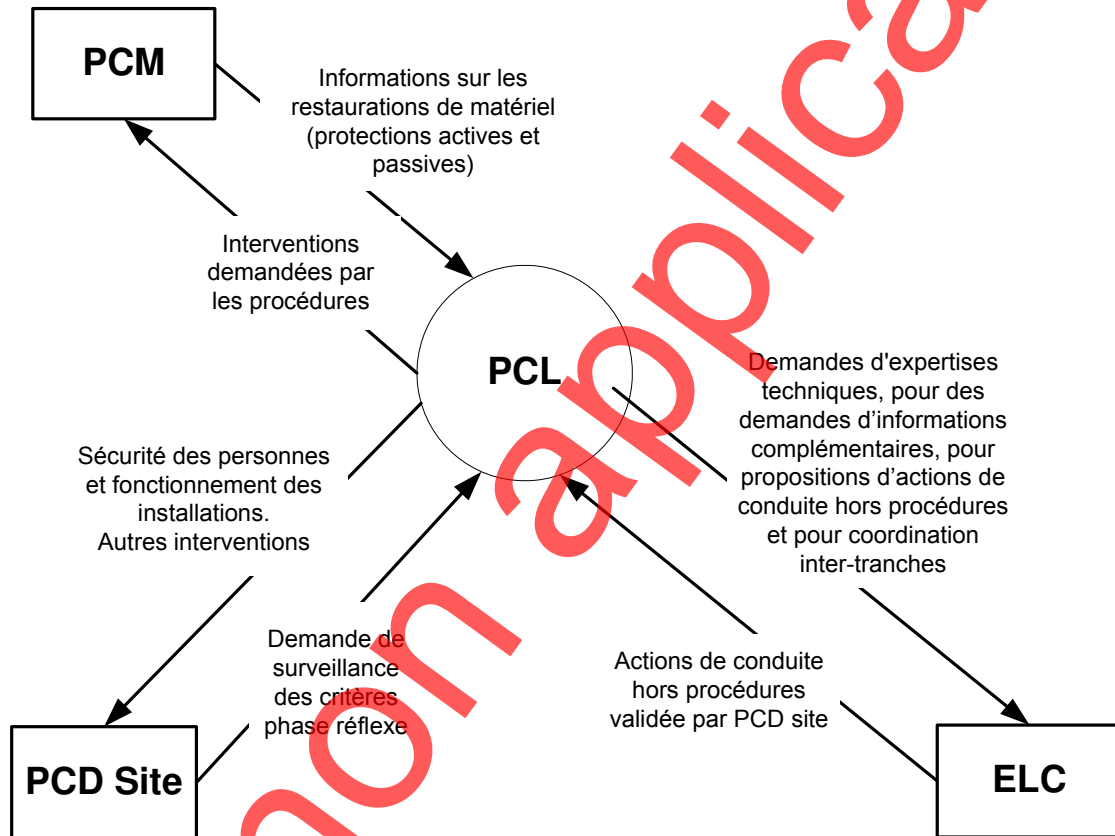 PCM
Informations sur les
restaurations de matériel
(protections actives et
passives)
Interventions
demandées par
les procédures
PCL
Demandes d'expertises
techniques, pour des
demandes d’informations
complémentaires, pour
propositions d’actions de
conduite hors procédures
et pour coordination
inter-tranches
Sécurité des personnes
et fonctionnement des
installations.
Autres interventions
Demande de
surveillance
des critères
phase réflexe
Actions de conduite
hors procédures
validée par PCD site
PCD Site
ELC
non applica